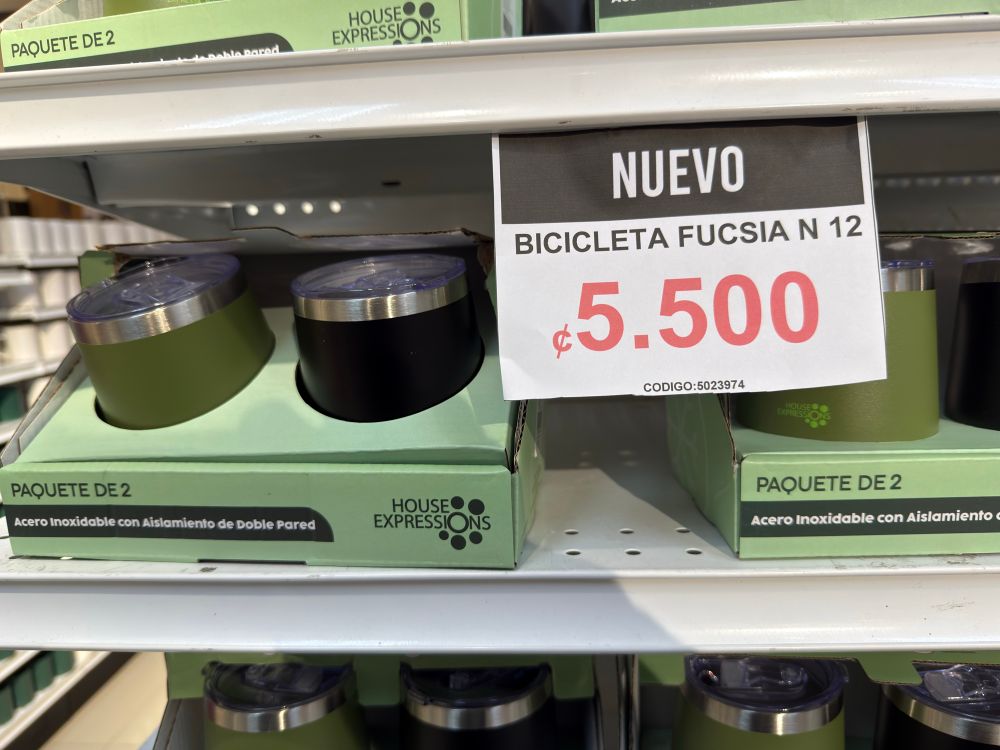 PAQUETE DE 2
HOUSE
EXPRESSIONS
NUEVO
BICICLETA FUCSIA N 12
₡5.500
CODIGO:5023974
HOUSE
EXPRESSIONS
PAQUETE DE 2
Acero Inoxidable con Aislamiento de Doble Pared
HOUSE
EXPRESSIONS
PAQUETE DE 2
Acero Inoxidable con Aislamiento